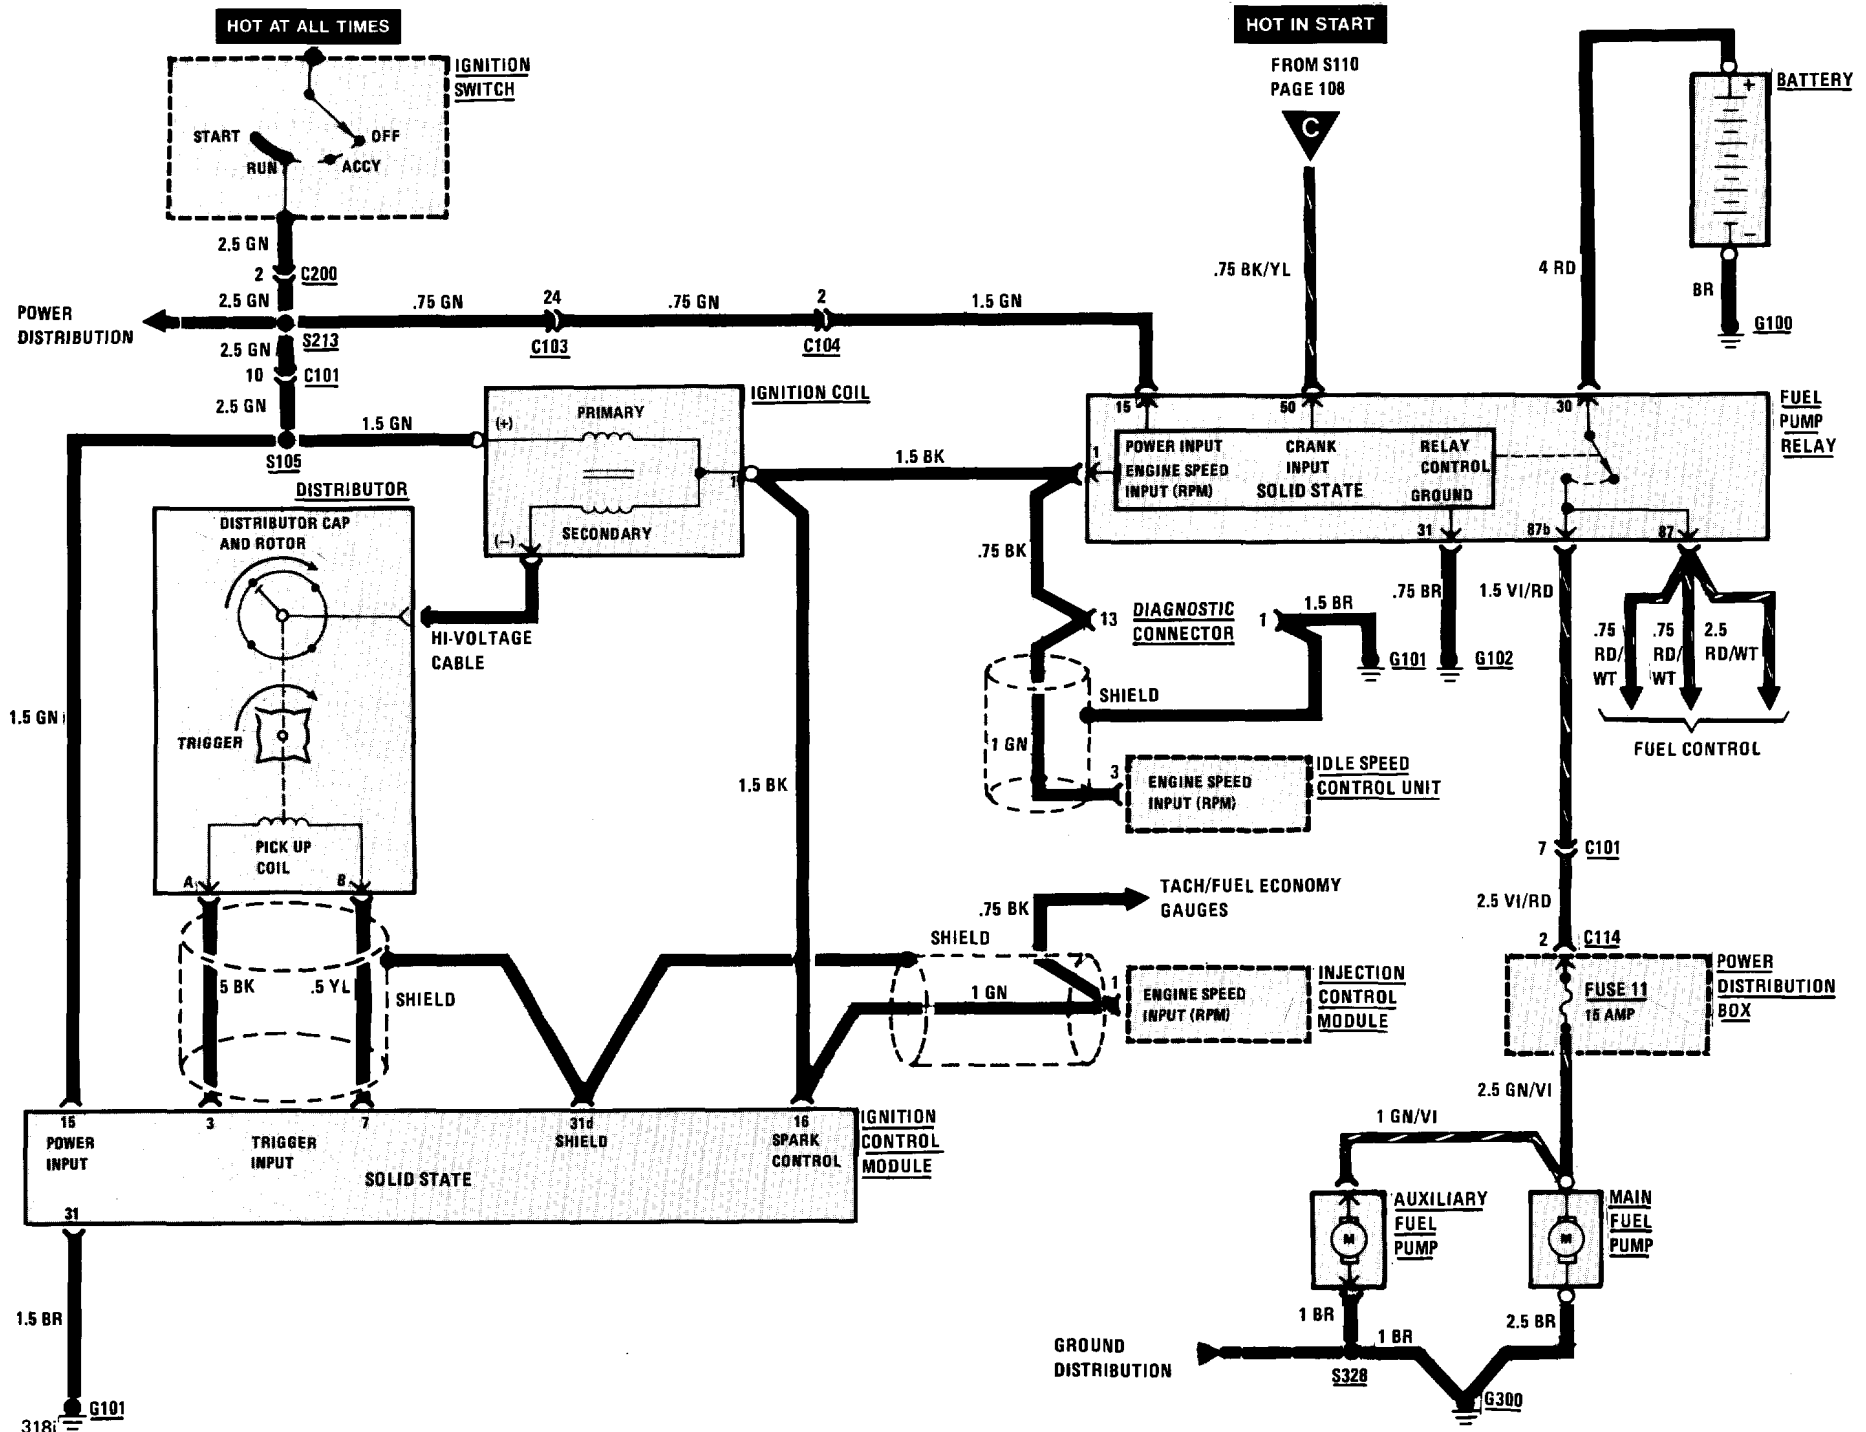 HOT AT ALL TIMES
IGNITION
SWITCH
START
OFF
RUN
ACCY
2.5 GN
2
C200
2.5 GN
POWER
DISTRIBUTION
S213
.75 GN
24
C103
.75 GN
2
C104
1.5 GN
2.5 GN
10
C101
2.5 GN
S105
1.5 GN
HOT IN START
FROM S110
PAGE 108
C
.75 BK/YL
BATTERY
+
–
4 RD
BR
G100
IGNITION COIL
PRIMARY
(+)
1
SECONDARY
(–)
1.5 BK
FUEL
PUMP
RELAY
15
50
30
1
POWER INPUT
ENGINE SPEED
INPUT (RPM)
CRANK
INPUT
SOLID STATE
RELAY
CONTROL
GROUND
31
87b
87
DISTRIBUTOR
DISTRIBUTOR CAP
AND ROTOR
HI-VOLTAGE
CABLE
TRIGGER
PICK UP
COIL
A
B
1.5 GN
5 BK
.5 YL
SHIELD
.75 BK
13
DIAGNOSTIC
CONNECTOR
1
1.5 BR
G101
.75 BR
G102
1.5 VI/RD
.75
RD/
WT
.75
RD/
WT
2.5
RD/WT
FUEL CONTROL
SHIELD
1 GN
3
ENGINE SPEED
INPUT (RPM)
IDLE SPEED
CONTROL UNIT
1.5 BK
7
C101
2.5 VI/RD
2
C114
TACH/FUEL ECONOMY
GAUGES
.75 BK
SHIELD
1 GN
1
ENGINE SPEED
INPUT (RPM)
INJECTION
CONTROL
MODULE
FUSE 11
15 AMP
POWER
DISTRIBUTION
BOX
2.5 GN/VI
1 GN/VI
15
POWER
INPUT
3
TRIGGER
INPUT
7
31d
SHIELD
16
SPARK
CONTROL
SOLID STATE
IGNITION
CONTROL
MODULE
31
1.5 BR
G101
318i
M
AUXILIARY
FUEL
PUMP
M
MAIN
FUEL
PUMP
1 BR
2.5 BR
GROUND
DISTRIBUTION
1 BR
S328
G300